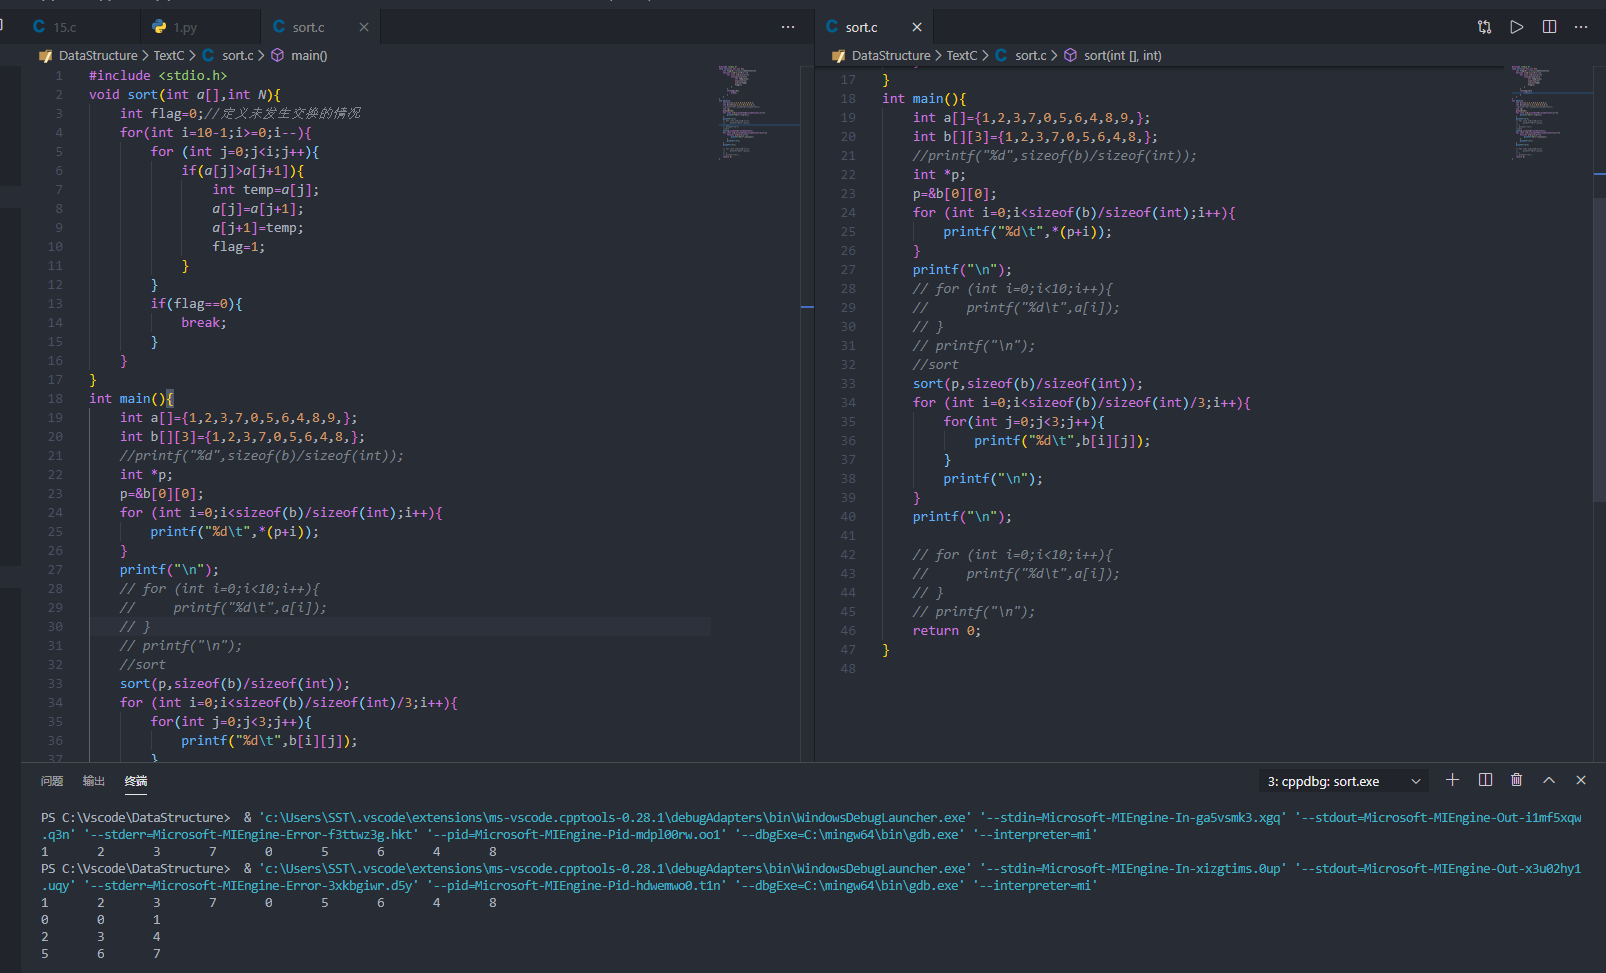 15.c
1.py
sort.c
DataStructure > TextC > sort.c > main()
1 #include <stdio.h>
2 void sort(int a[],int N){
3 int flag=0;//定义未发生交换的情况
4 for(int i=10-1;i>=0;i--){
5 for (int j=0;j<i;j++){
6 if(a[j]>a[j+1]){
7 int temp=a[j];
8 a[j]=a[j+1];
9 a[j+1]=temp;
10 flag=1;
11 }
12 }
13 if(flag==0){
14 break;
15 }
16 }
17 }
18 int main(){
19 int a[]={1,2,3,7,0,5,6,4,8,9,};
20 int b[][3]={1,2,3,7,0,5,6,4,8,};
21 //printf("%d",sizeof(b)/sizeof(int));
22 int *p;
23 p=&b[0][0];
24 for (int i=0;i<sizeof(b)/sizeof(int);i++){
25 printf("%d\t",*(p+i));
26 }
27 printf("\n");
28 // for (int i=0;i<10;i++){
29 //     printf("%d\t",a[i]);
30 // }
31 // printf("\n");
32 //sort
33 sort(p,sizeof(b)/sizeof(int));
34 for (int i=0;i<sizeof(b)/sizeof(int)/3;i++){
35 for(int j=0;j<3;j++){
36 printf("%d\t",b[i][j]);
37 }
sort.c
DataStructure > TextC > sort.c > sort(int [], int)
17 }
18 int main(){
19 int a[]={1,2,3,7,0,5,6,4,8,9,};
20 int b[][3]={1,2,3,7,0,5,6,4,8,};
21 //printf("%d",sizeof(b)/sizeof(int));
22 int *p;
23 p=&b[0][0];
24 for (int i=0;i<sizeof(b)/sizeof(int);i++){
25 printf("%d\t",*(p+i));
26 }
27 printf("\n");
28 // for (int i=0;i<10;i++){
29 //     printf("%d\t",a[i]);
30 // }
31 // printf("\n");
32 //sort
33 sort(p,sizeof(b)/sizeof(int));
34 for (int i=0;i<sizeof(b)/sizeof(int)/3;i++){
35 for(int j=0;j<3;j++){
36 printf("%d\t",b[i][j]);
37 }
38 printf("\n");
39 }
40 printf("\n");
41
42 // for (int i=0;i<10;i++){
43 //     printf("%d\t",a[i]);
44 // }
45 // printf("\n");
46 return 0;
47 }
48
问题 输出 终端
3: cppdbg: sort.exe
PS C:\Vscode\DataStructure>  & 'c:\Users\SST\.vscode\extensions\ms-vscode.cpptools-0.28.1\debugAdapters\bin\WindowsDebugLauncher.exe' '--stdin=Microsoft-MIEngine-In-ga5vsmk3.xgq' '--stdout=Microsoft-MIEngine-Out-i1mf5xqw
.q3n' '--stderr=Microsoft-MIEngine-Error-f3ttwz3g.hkt' '--pid=Microsoft-MIEngine-Pid-mdpl00rw.oo1' '--dbgExe=C:\mingw64\bin\gdb.exe' '--interpreter=mi'
1 2 3 7 0 5 6 4 8
PS C:\Vscode\DataStructure>  & 'c:\Users\SST\.vscode\extensions\ms-vscode.cpptools-0.28.1\debugAdapters\bin\WindowsDebugLauncher.exe' '--stdin=Microsoft-MIEngine-In-xizgtims.0up' '--stdout=Microsoft-MIEngine-Out-x3u02hy1
.uqy' '--stderr=Microsoft-MIEngine-Error-3xkbgiwr.d5y' '--pid=Microsoft-MIEngine-Pid-hdwemwo0.t1n' '--dbgExe=C:\mingw64\bin\gdb.exe' '--interpreter=mi'
1 2 3 7 0 5 6 4 8
0 0 1
2 3 4
5 6 7